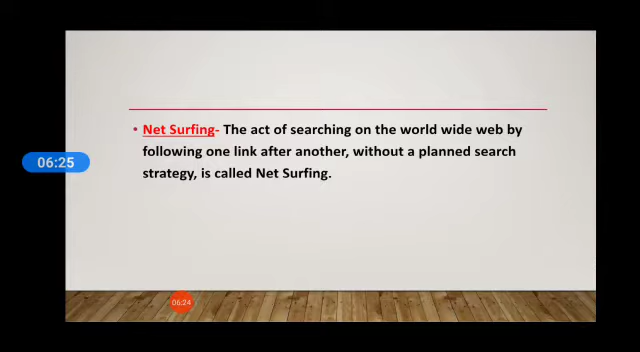 • Net Surfing- The act of searching on the world wide web by
following one link after another, without a planned search
strategy, is called Net Surfing.
06:25
06:24